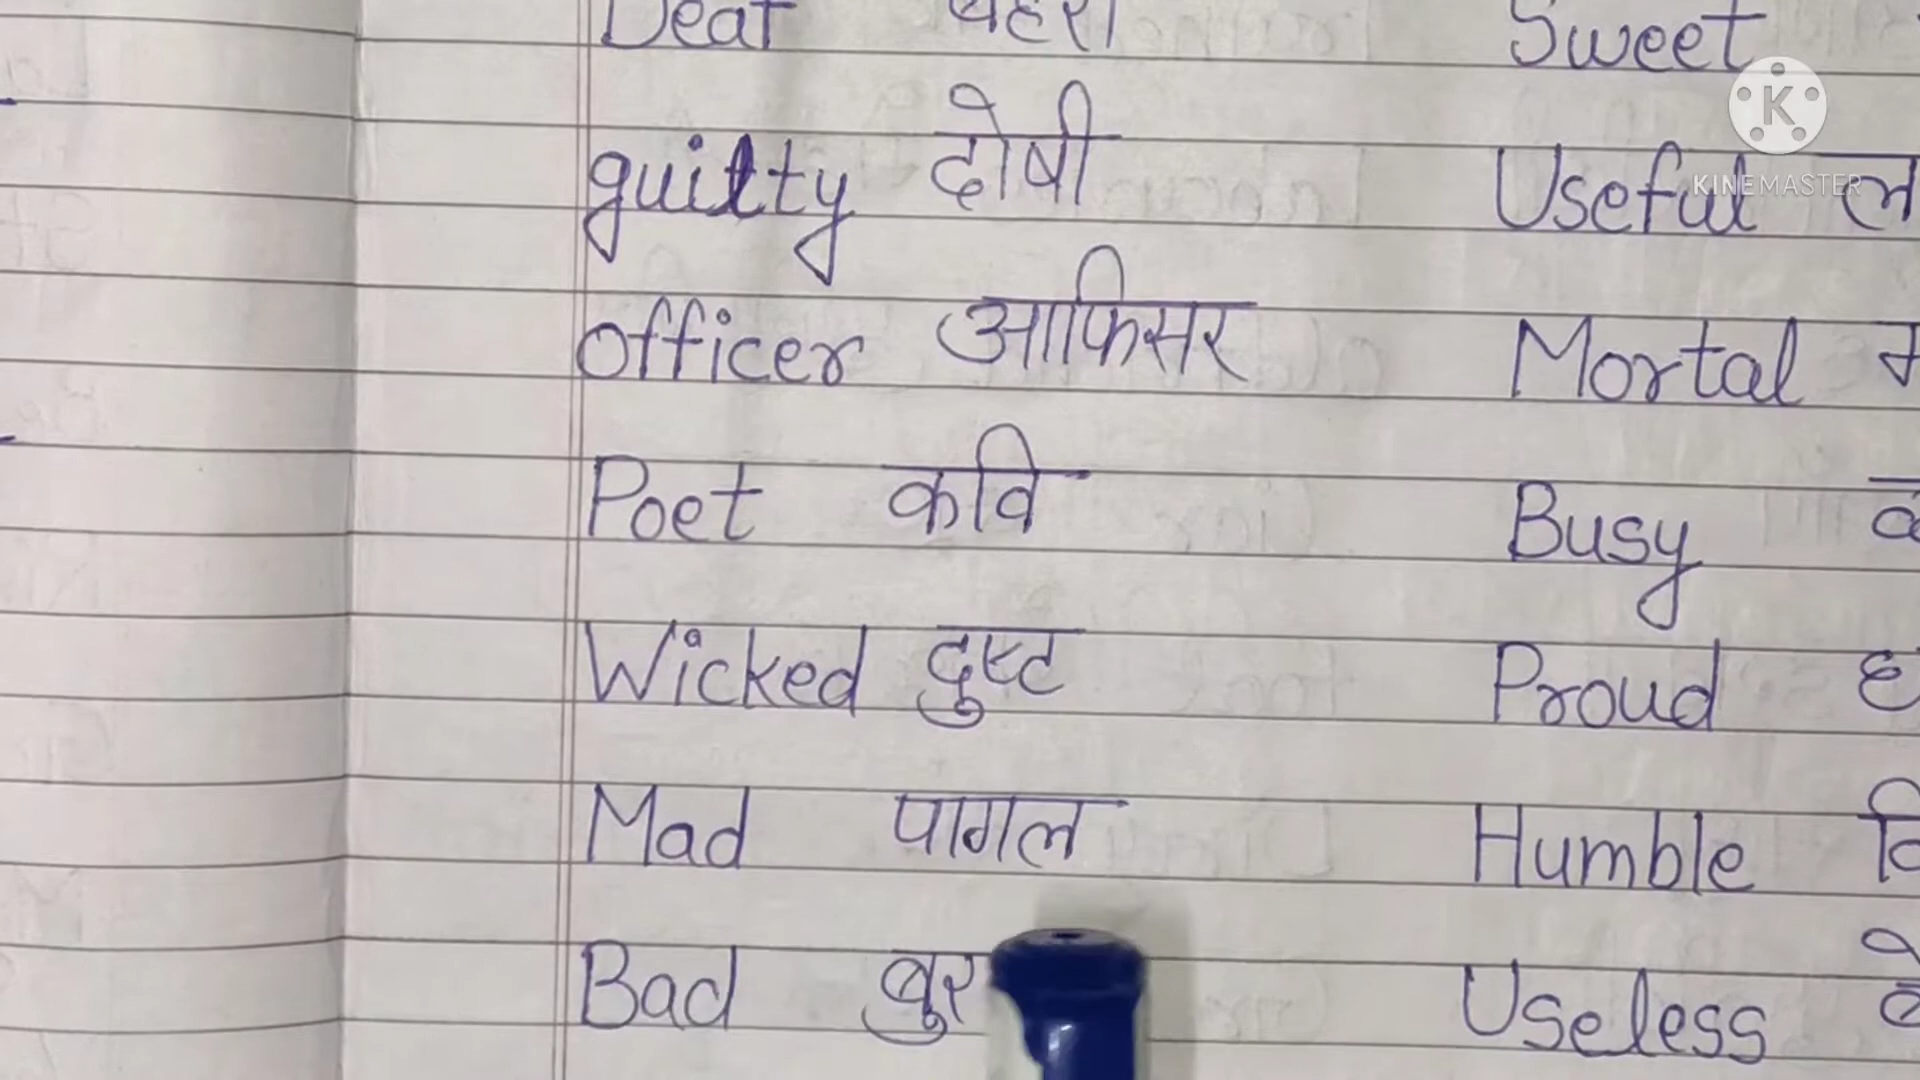 Deaf बहरा Sweet
guilty दोषी Useful
officer आफिसर Mortal
Poet कवि Busy
Wicked दुष्ट Proud
Mad पागल Humble
Bad Useless
KINEMASTER